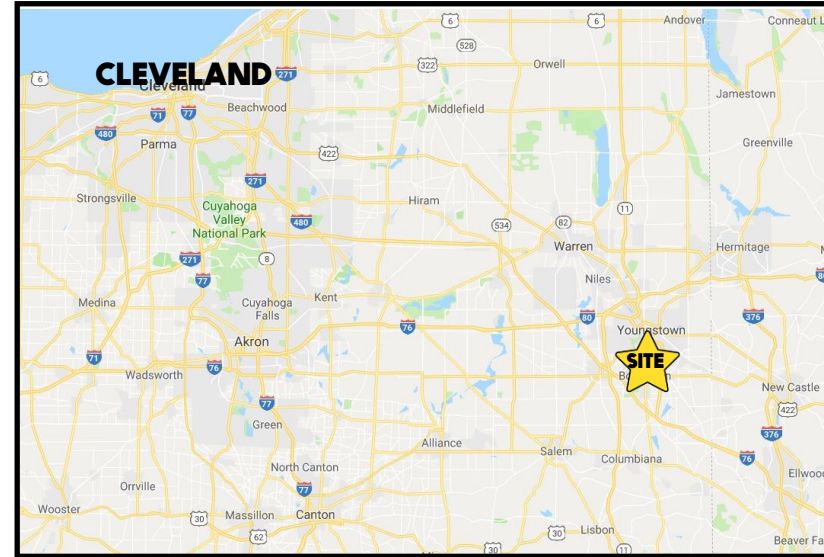 6
6
Andover
Conneaut L
528
CLEVELAND
Cleveland
271
322
Orwell
6
Jamestown
Beachwood
Middlefield
71
77
480
Parma
Greenville
422
271
Strongsville
Cuyahoga
Valley
National Park
Hiram
11
480
534
82
Warren
Hermitage
271
8
77
Niles
80
Medina
Cuyahoga
Falls
Kent
376
76
80
Youngstown
Akron
71
SITE
76
Wadsworth
New Castle
77
422
Green
376
Alliance
Salem
Columbiana
76
North Canton
Ellwoo
77
Orrville
Wooster
30
Massillon
Canton
62
30
Lisbon
30
11
Beaver Fa